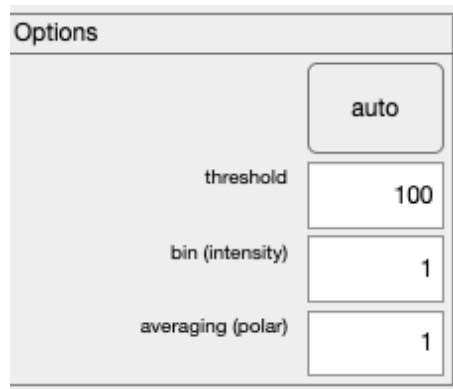 Options
auto
threshold
100
bin (intensity)
1
averaging (polar)
1